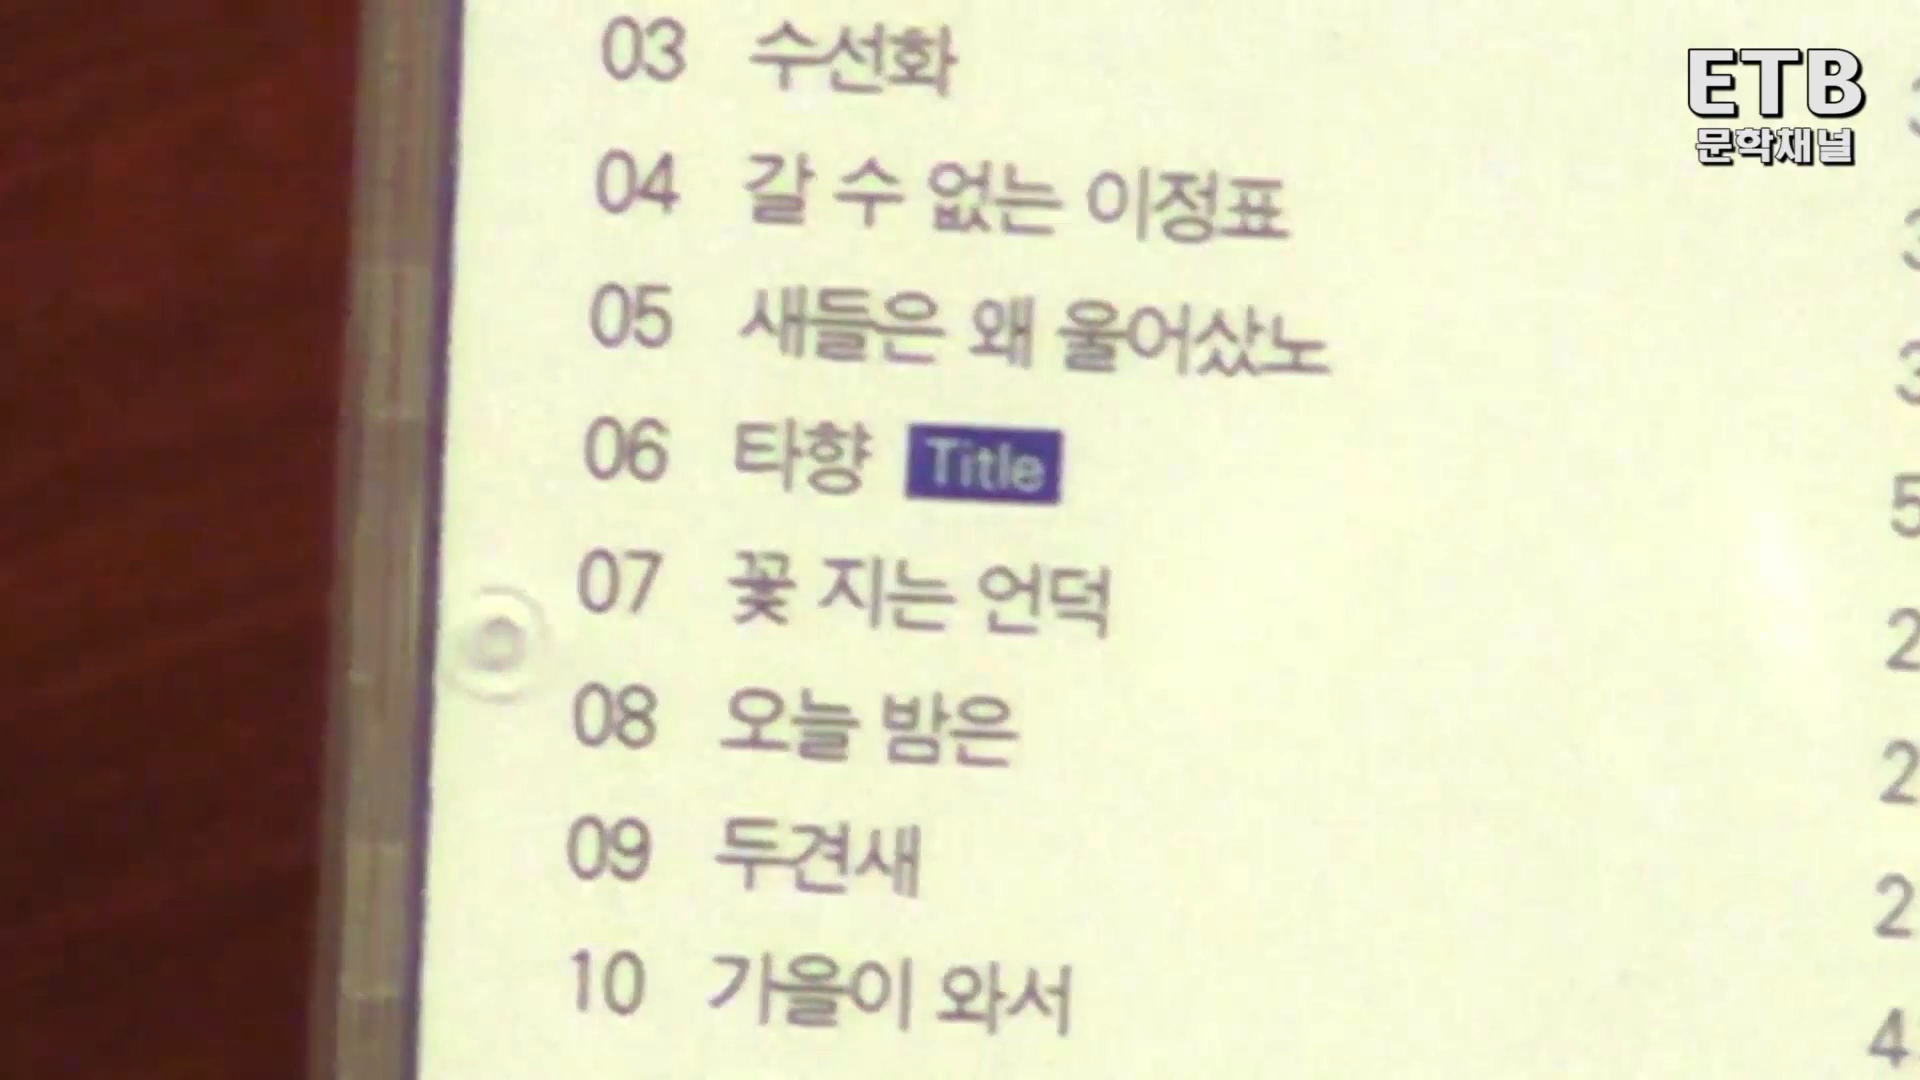 03 수선화
ETB
문학채널
04 갈 수 없는 이정표
05 새들은 왜 울어샀노
06 타향 Title
07 꽃 지는 언덕
08 오늘 밤은
09 두견새
10 가을이 와서